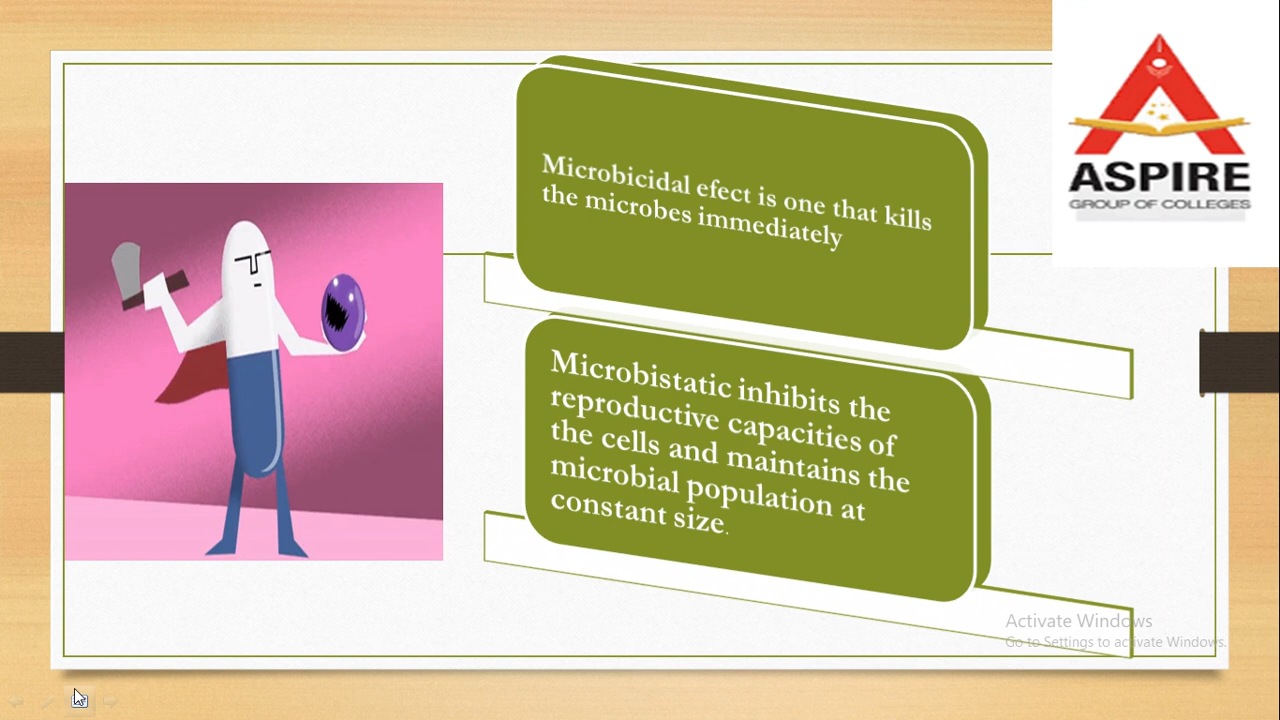 Microbicidal efect is one that kills
the microbes immediately
Microbistatic inhibits the
reproductive capacities of
the cells and maintains the
microbial population at
constant size.
ASPIRE
GROUP OF COLLEGES
Activate Windows
Go to Settings to activate Windows.